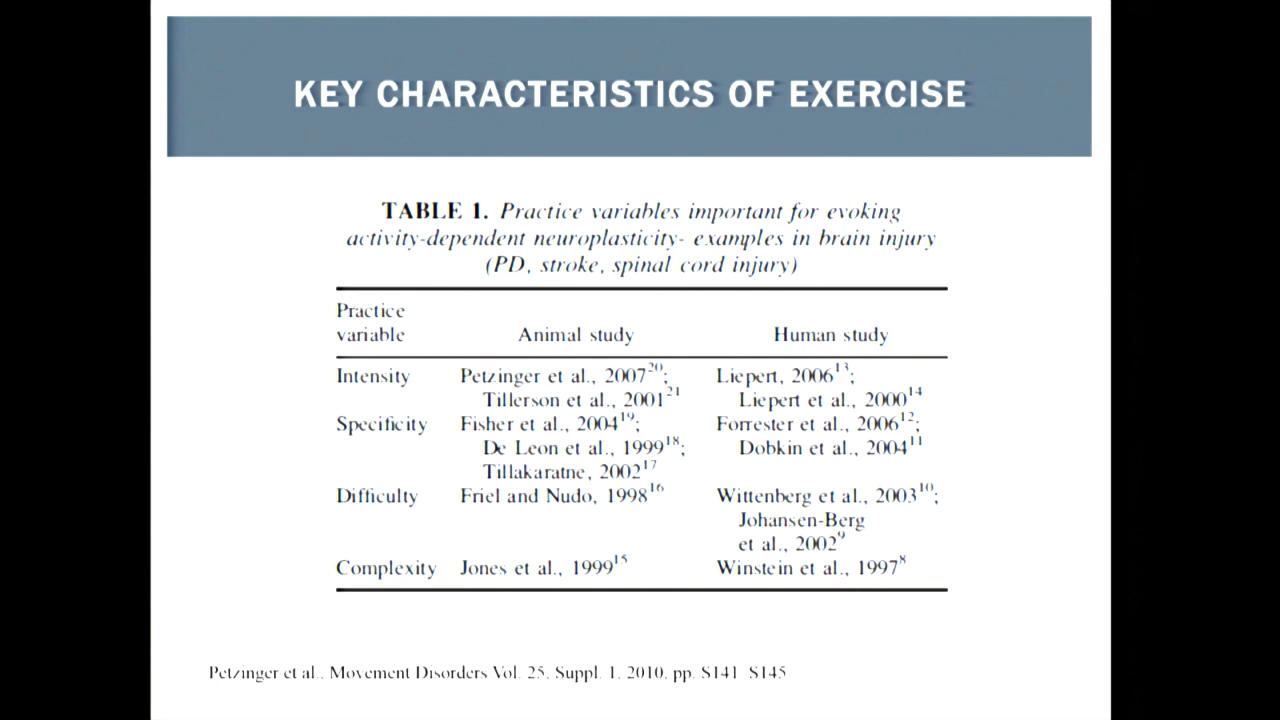 KEY CHARACTERISTICS OF EXERCISE
TABLE 1. Practice variables important for evoking
activity-dependent neuroplasticity- examples in brain injury
(PD, stroke, spinal cord injury)
Practice
variable Animal study Human study
Intensity Petzinger et al., 2007²⁰; Liepert, 2006¹³;
Tillerson et al., 2001²¹ Liepert et al., 2000¹⁴
Specificity Fisher et al., 2004¹⁹; Forrester et al., 2006¹²;
De Leon et al., 1999¹⁸; Dobkin et al., 2004¹¹
Tillakaratne, 2002¹⁷
Difficulty Friel and Nudo, 1998¹⁶ Wittenberg et al., 2003¹⁰;
Johansen-Berg
et al., 2002⁹
Complexity Jones et al., 1999¹⁵ Winstein et al., 1997⁸
Petzinger et al., Movement Disorders Vol. 25, Suppl. 1, 2010, pp. S141 S145